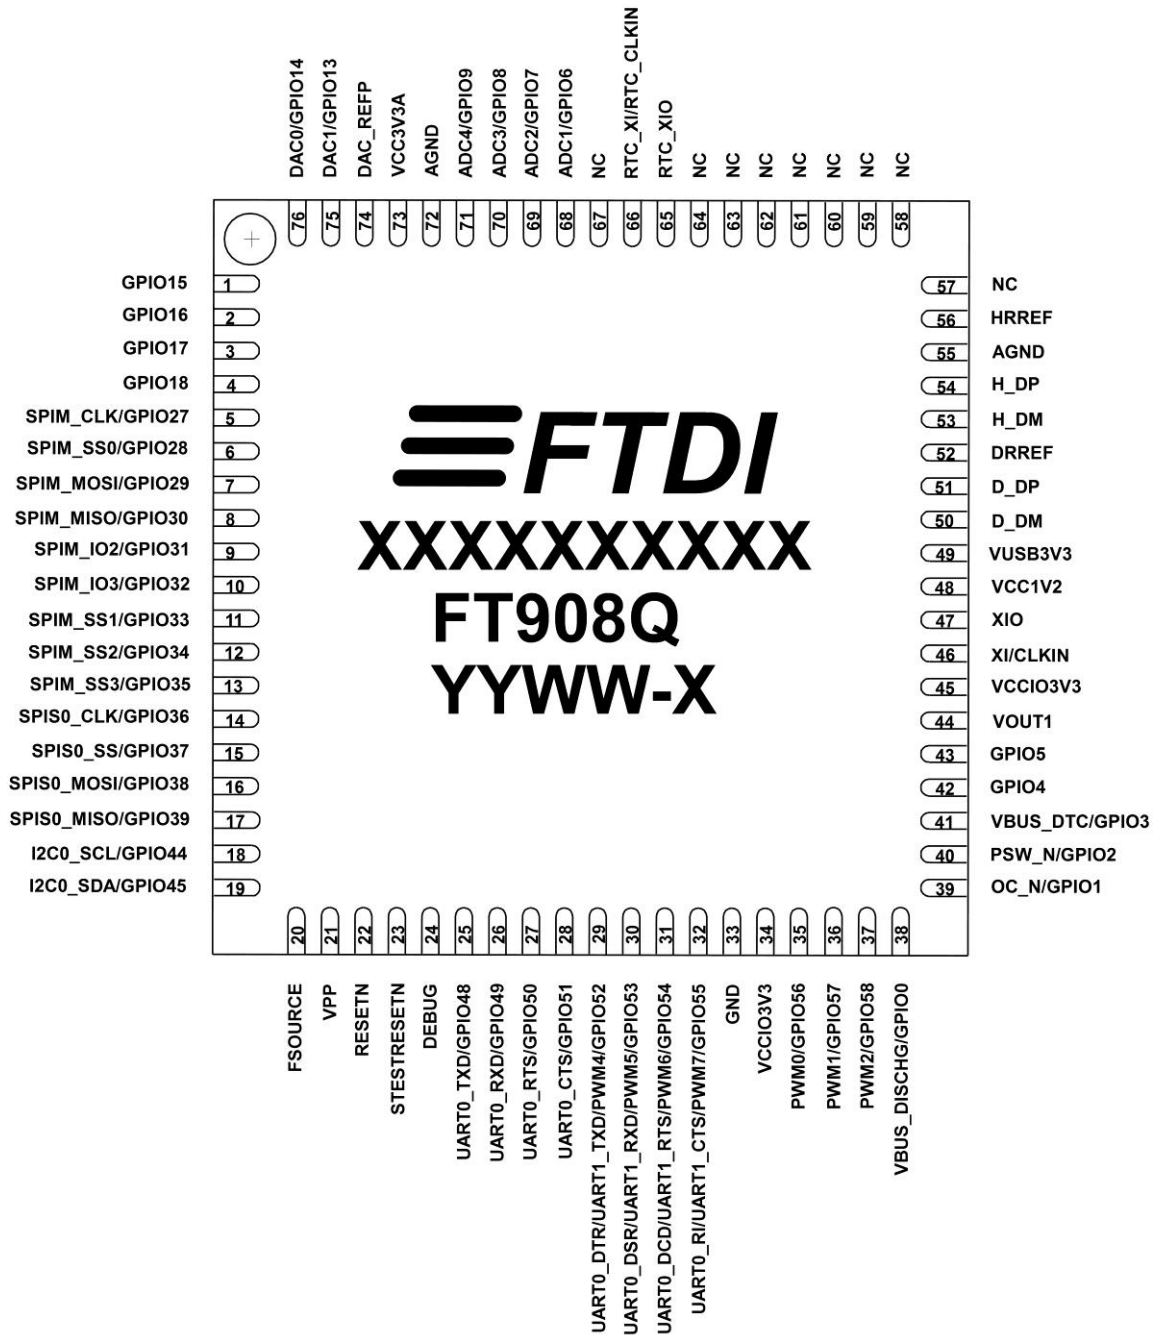 DAC0/GPIO14
DAC1/GPIO13
DAC_REFP
VCC3V3A
AGND
ADC4/GPIO9
ADC3/GPIO8
ADC2/GPIO7
ADC1/GPIO6
NC
RTC_XI/RTC_CLKIN
RTC_XIO
NC
NC
NC
NC
NC
NC
NC
76
75
74
73
72
71
70
69
68
67
66
65
64
63
62
61
60
59
58
GPIO15 1
GPIO16 2
GPIO17 3
GPIO18 4
SPIM_CLK/GPIO27 5
SPIM_SS0/GPIO28 6
SPIM_MOSI/GPIO29 7
SPIM_MISO/GPIO30 8
SPIM_IO2/GPIO31 9
SPIM_IO3/GPIO32 10
SPIM_SS1/GPIO33 11
SPIM_SS2/GPIO34 12
SPIM_SS3/GPIO35 13
SPIS0_CLK/GPIO36 14
SPIS0_SS/GPIO37 15
SPIS0_MOSI/GPIO38 16
SPIS0_MISO/GPIO39 17
I2C0_SCL/GPIO44 18
I2C0_SDA/GPIO45 19
FTDI
XXXXXXXXXX
FT908Q
YYWW-X
57 NC
56 HRREF
55 AGND
54 H_DP
53 H_DM
52 DRREF
51 D_DP
50 D_DM
49 VUSB3V3
48 VCC1V2
47 XIO
46 XI/CLKIN
45 VCCIO3V3
44 VOUT1
43 GPIO5
42 GPIO4
41 VBUS_DTC/GPIO3
40 PSW_N/GPIO2
39 OC_N/GPIO1
20
21
22
23
24
25
26
27
28
29
30
31
32
33
34
35
36
37
38
FSOURCE
VPP
RESETN
STESTRESETN
DEBUG
UART0_TXD/GPIO48
UART0_RXD/GPIO49
UART0_RTS/GPIO50
UART0_CTS/GPIO51
UART0_DTR/UART1_TXD/PWM4/GPIO52
UART0_DSR/UART1_RXD/PWM5/GPIO53
UART0_DCD/UART1_RTS/PWM6/GPIO54
UART0_RI/UART1_CTS/PWM7/GPIO55
GND
VCCIO3V3
PWM0/GPIO56
PWM1/GPIO57
PWM2/GPIO58
VBUS_DISCHG/GPIO0